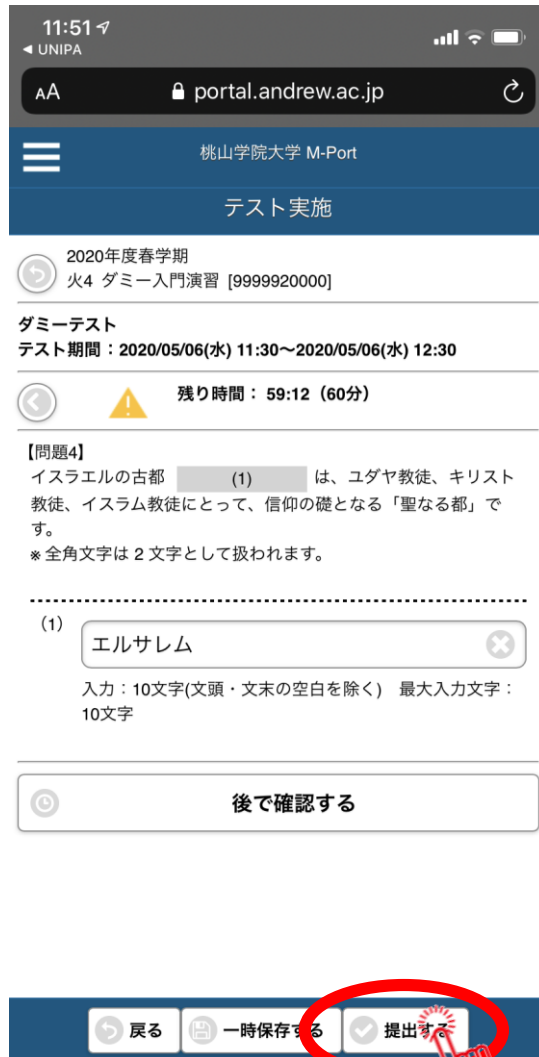 11:51
◀ UNIPA
AA portal.andrew.ac.jp
桃山学院大学 M-Port
テスト実施
2020年度春学期
火4 ダミー入門演習 [9999920000]
ダミーテスト
テスト期間：2020/05/06(水) 11:30～2020/05/06(水) 12:30
残り時間： 59:12（60分）
【問題4】
イスラエルの古都 (1) は、ユダヤ教徒、キリスト
教徒、イスラム教徒にとって、信仰の礎となる「聖なる都」で
す。
※全角文字は 2 文字として扱われます。
(1)
エルサレム
入力：10文字(文頭・文末の空白を除く) 最大入力文字：
10文字
後で確認する
戻る 一時保存する 提出する